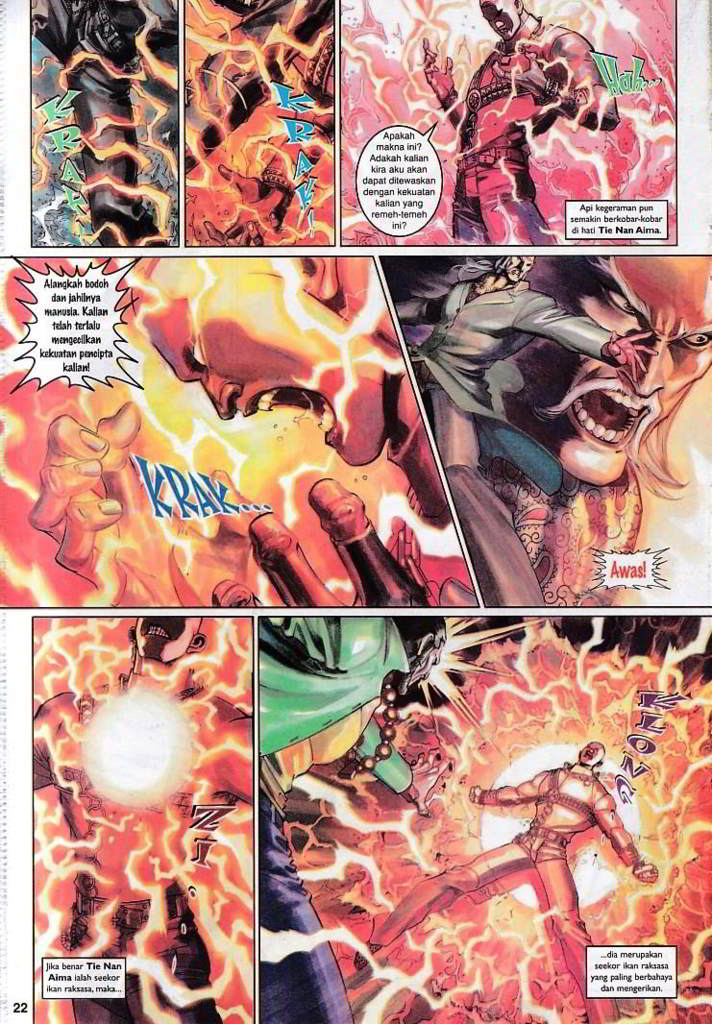 KRAK
KRAK!
Hah...
Apakah
makna ini?
Adakah kalian
kira aku akan
dapat ditewaskan
dengan kekuatan
kalian yang
remeh-temeh
ini?
Api kegeraman pun
semakin berkobar-kobar
di hati Tie Nan Aima.
Alangkah bodoh
dan jahilnya
manusia. Kalian
telah terlalu
mengecilkan
kekuatan pencipta
kalian!
KRAK...
Awas!
ZI
KLONG
Jika benar Tie Nan
Aima ialah seekor
ikan raksasa, maka...
...dia merupakan
seekor ikan raksasa
yang paling berbahaya
dan mengerikan.
22